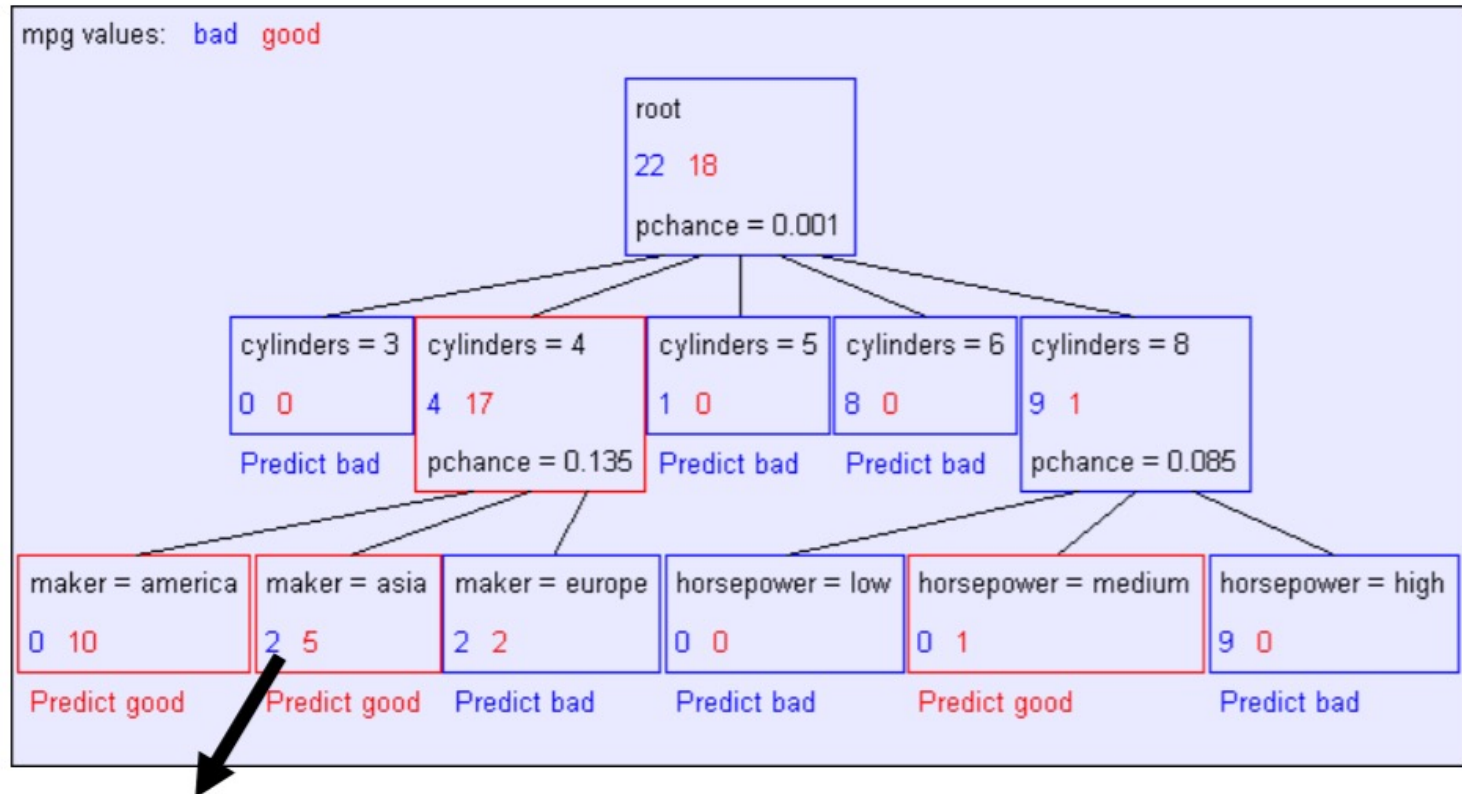 mpg values: bad good
root
22 18
pchance = 0.001
cylinders = 3 cylinders = 4 cylinders = 5 cylinders = 6 cylinders = 8
0 0 4 17 1 0 8 0 9 1
Predict bad pchance = 0.135 Predict bad Predict bad pchance = 0.085
maker = america maker = asia maker = europe horsepower = low horsepower = medium horsepower = high
0 10 2 5 2 2 0 0 0 1 9 0
Predict good Predict good Predict bad Predict bad Predict good Predict bad